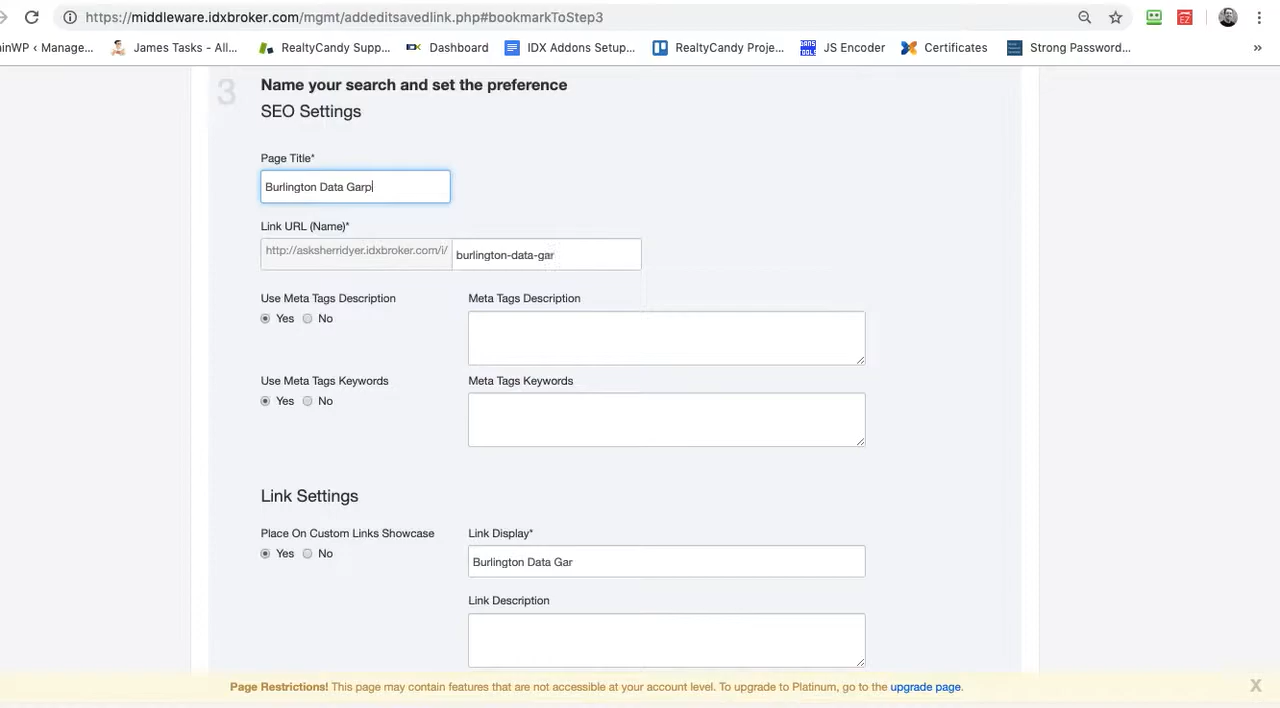 https://middleware.idxbroker.com/mgmt/addeditsavedlink.php#bookmarkToStep3
ainWP ‹ Manage... James Tasks - All... RealtyCandy Supp... Dashboard IDX Addons Setup... RealtyCandy Proje... JS Encoder Certificates Strong Password... »
3 Name your search and set the preference
SEO Settings
Page Title*
Burlington Data Garp
Link URL (Name)*
http://asksherridyer.idxbroker.com/i/ burlington-data-gar
Use Meta Tags Description Meta Tags Description
Yes No
Use Meta Tags Keywords Meta Tags Keywords
Yes No
Link Settings
Place On Custom Links Showcase Link Display*
Yes No Burlington Data Gar
Link Description
Page Restrictions! This page may contain features that are not accessible at your account level. To upgrade to Platinum, go to the upgrade page. X